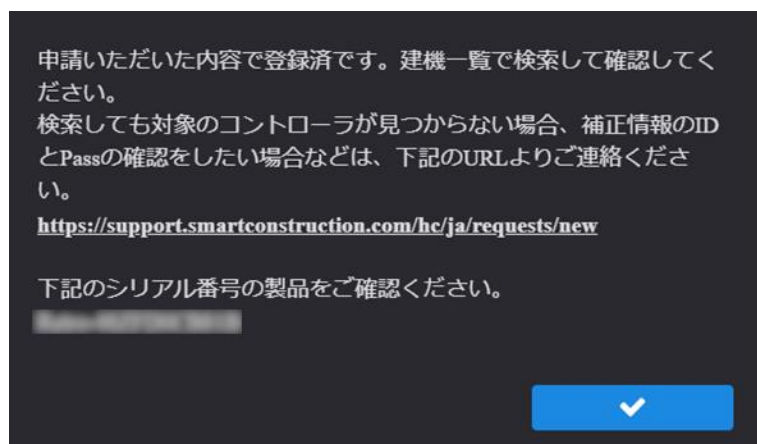 申請いただいた内容で登録済です。建機一覧で検索して確認してく
ださい。
検索しても対象のコントローラが見つからない場合、補正情報のID
とPassの確認をしたい場合などは、下記のURLよりご連絡くださ
い。
https://support.smartconstruction.com/hc/ja/requests/new
下記のシリアル番号の製品をご確認ください。